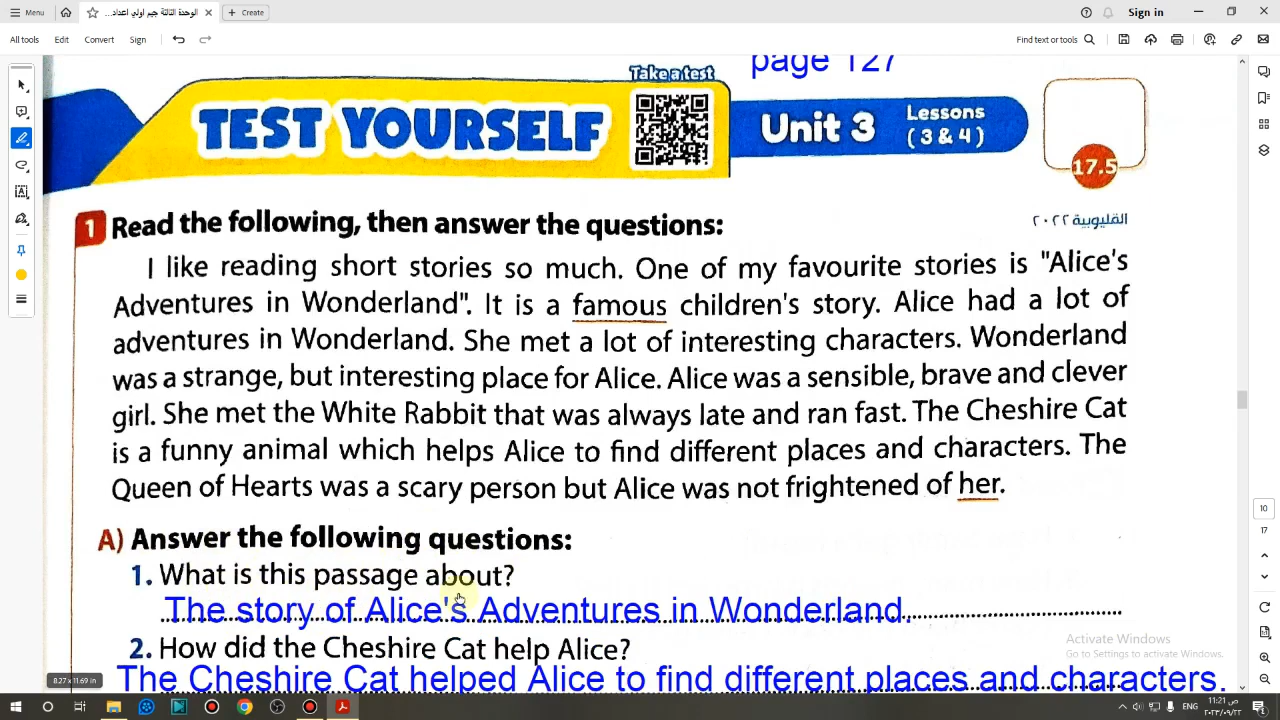 Menu
الوحدة الثالثة جيم اولي اعداد...
Create
Sign in
All tools
Edit
Convert
Sign
Find text or tools
page 127
Take a test
TEST YOURSELF
Unit 3
Lessons
( 3 & 4 )
17.5
القليوبية ٢٠٢٢
1 Read the following, then answer the questions:
I like reading short stories so much. One of my favourite stories is "Alice's
Adventures in Wonderland". It is a famous children's story. Alice had a lot of
adventures in Wonderland. She met a lot of interesting characters. Wonderland
was a strange, but interesting place for Alice. Alice was a sensible, brave and clever
girl. She met the White Rabbit that was always late and ran fast. The Cheshire Cat
is a funny animal which helps Alice to find different places and characters. The
Queen of Hearts was a scary person but Alice was not frightened of her.
A) Answer the following questions:
1. What is this passage about?
The story of Alice's Adventures in Wonderland.
2. How did the Cheshire Cat help Alice?
The Cheshire Cat helped Alice to find different places and characters.
10
17
Activate Windows
Go to Settings to activate Windows.
8.27 x 11.69 in
ENG
11:21 ص
٢٠٢٣/٠٩/٢٢